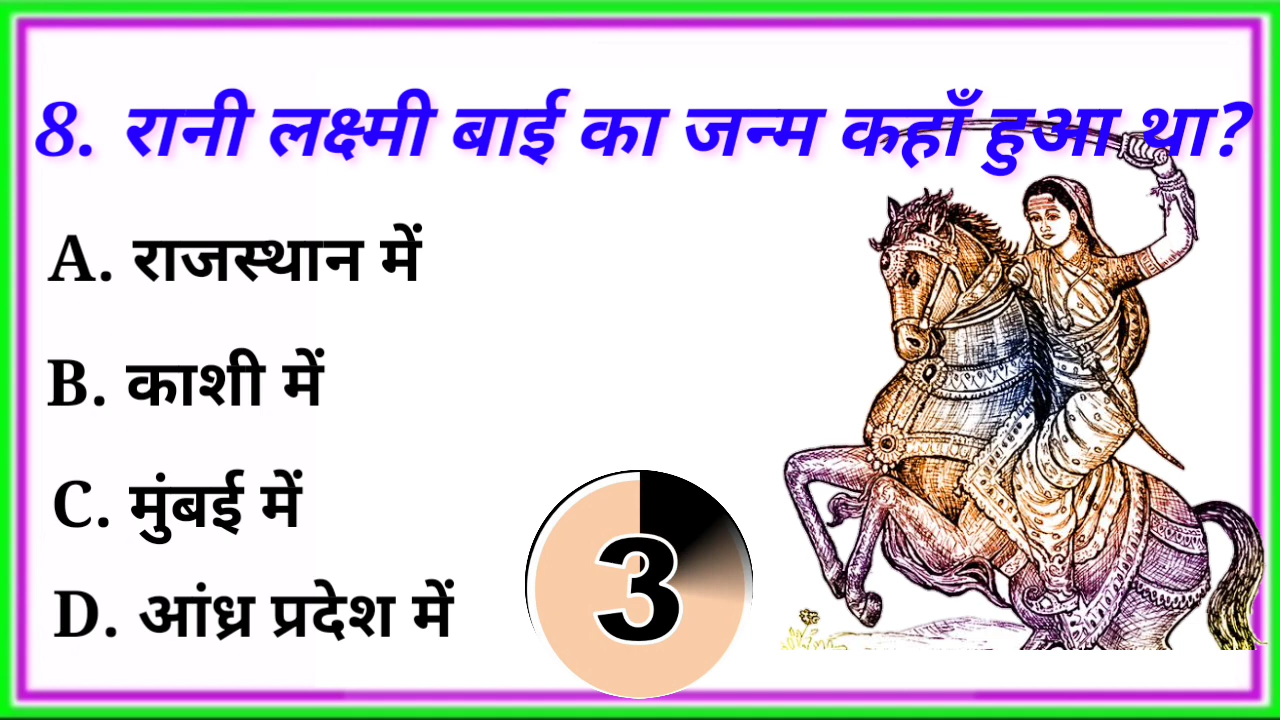 8. रानी लक्ष्मी बाई का जन्म कहाँ हुआ था?
A. राजस्थान में
B. काशी में
C. मुंबई में
D. आंध्र प्रदेश में
3